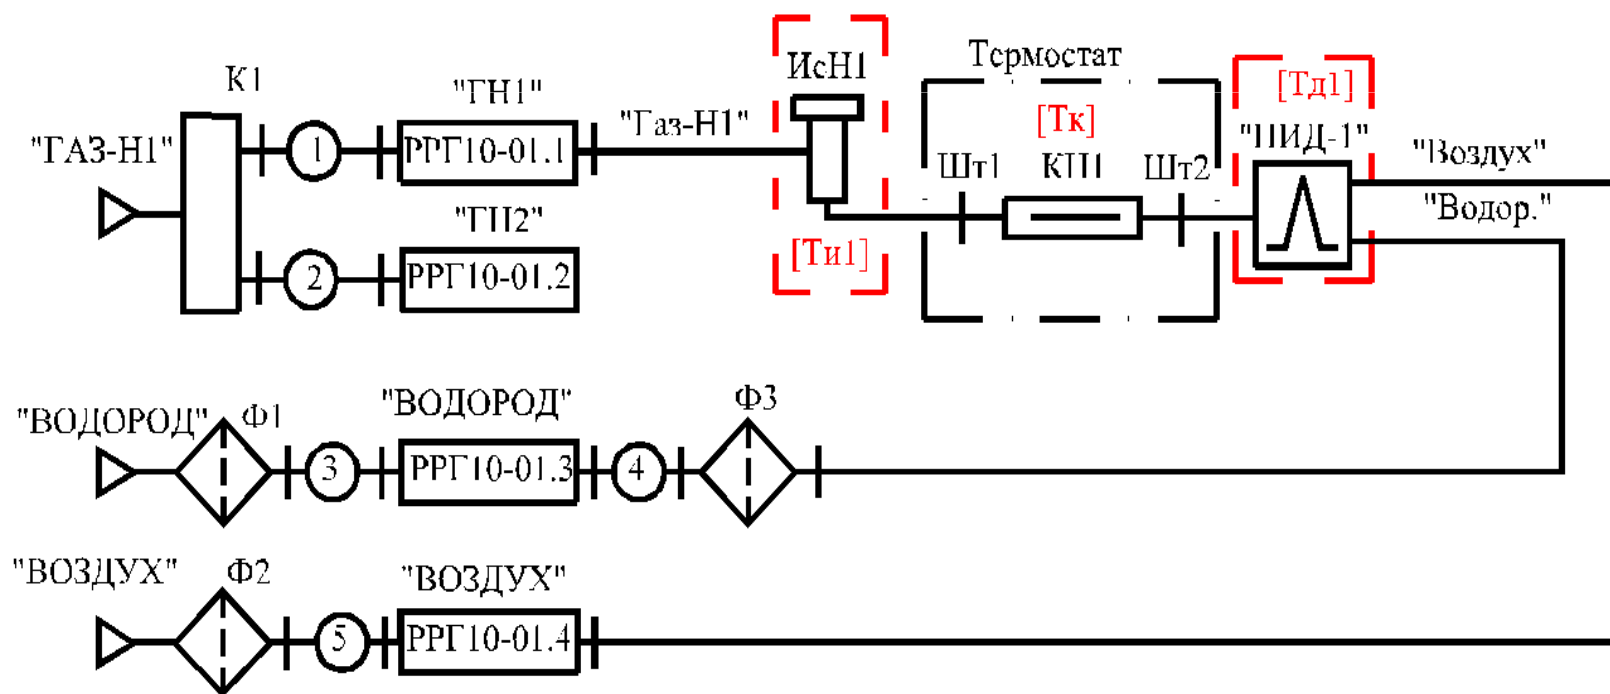 К1
"ГАЗ-Н1"
1
"ГН1"
РРГ10-01.1
"Газ-Н1"
ИсН1
[Ти1]
2
"ГН2"
РРГ10-01.2
Термостат
[Тк]
Шт1
КН1
Шт2
[Тд1]
"ПИД-1"
"Воздух"
"Водор."
"ВОДОРОД"
Ф1
3
"ВОДОРОД"
РРГ10-01.3
4
Ф3
"ВОЗДУХ"
Ф2
5
"ВОЗДУХ"
РРГ10-01.4